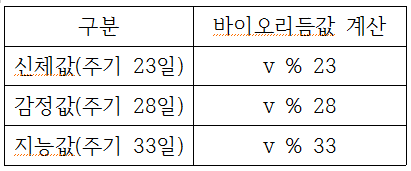 구분 바이오리듬값 계산
신체값(주기 23일) v % 23
감정값(주기 28일) v % 28
지능값(주기 33일) v % 33